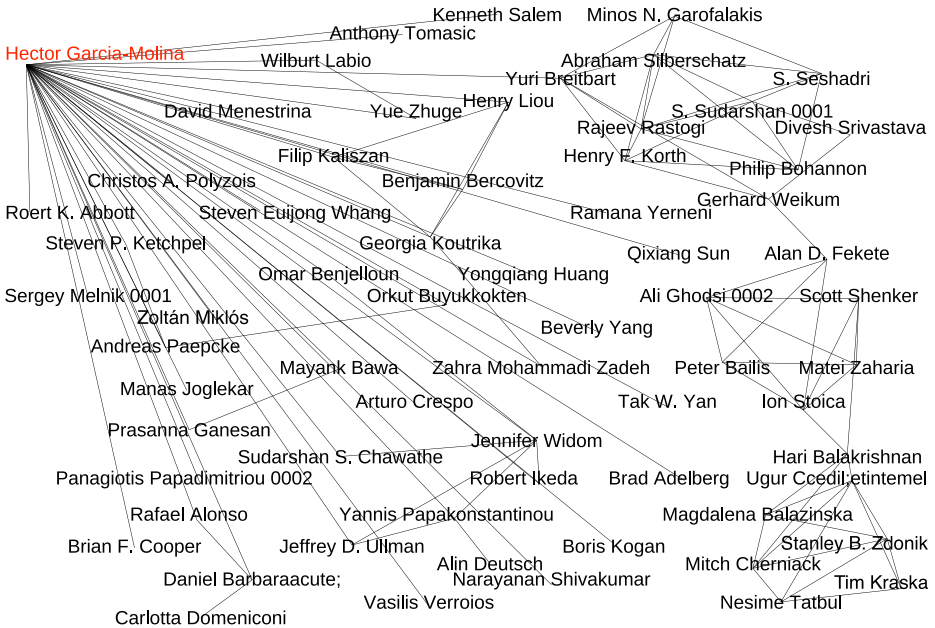 Kenneth Salem
Minos N. Garofalakis
Anthony Tomasic
Hector Garcia-Molina
Wilburt Labio
Abraham Silberschatz
Yuri Breitbart
S. Seshadri
Henry Liou
David Menestrina
Yue Zhuge
S. Sudarshan 0001
Rajeev Rastogi
Divesh Srivastava
Filip Kaliszan
Henry F. Korth
Philip Bohannon
Christos A. Polyzois
Benjamin Bercovitz
Gerhard Weikum
Roert K. Abbott
Steven Euijong Whang
Ramana Yerneni
Steven P. Ketchpel
Georgia Koutrika
Qixiang Sun
Alan D. Fekete
Omar Benjelloun
Yongqiang Huang
Sergey Melnik 0001
Orkut Buyukkokten
Ali Ghodsi 0002
Scott Shenker
Zoltán Miklós
Beverly Yang
Andreas Paepcke
Mayank Bawa
Zahra Mohammadi Zadeh
Peter Bailis
Matei Zaharia
Manas Joglekar
Arturo Crespo
Tak W. Yan
Ion Stoica
Prasanna Ganesan
Jennifer Widom
Sudarshan S. Chawathe
Hari Balakrishnan
Panagiotis Papadimitriou 0002
Robert Ikeda
Brad Adelberg
Ugur Ccedil;etintemel
Rafael Alonso
Yannis Papakonstantinou
Magdalena Balazinska
Brian F. Cooper
Jeffrey D. Ullman
Boris Kogan
Stanley B. Zdonik
Alin Deutsch
Mitch Cherniack
Daniel Barbaraacute;
Narayanan Shivakumar
Tim Kraska
Vasilis Verroios
Nesime Tatbul
Carlotta Domeniconi